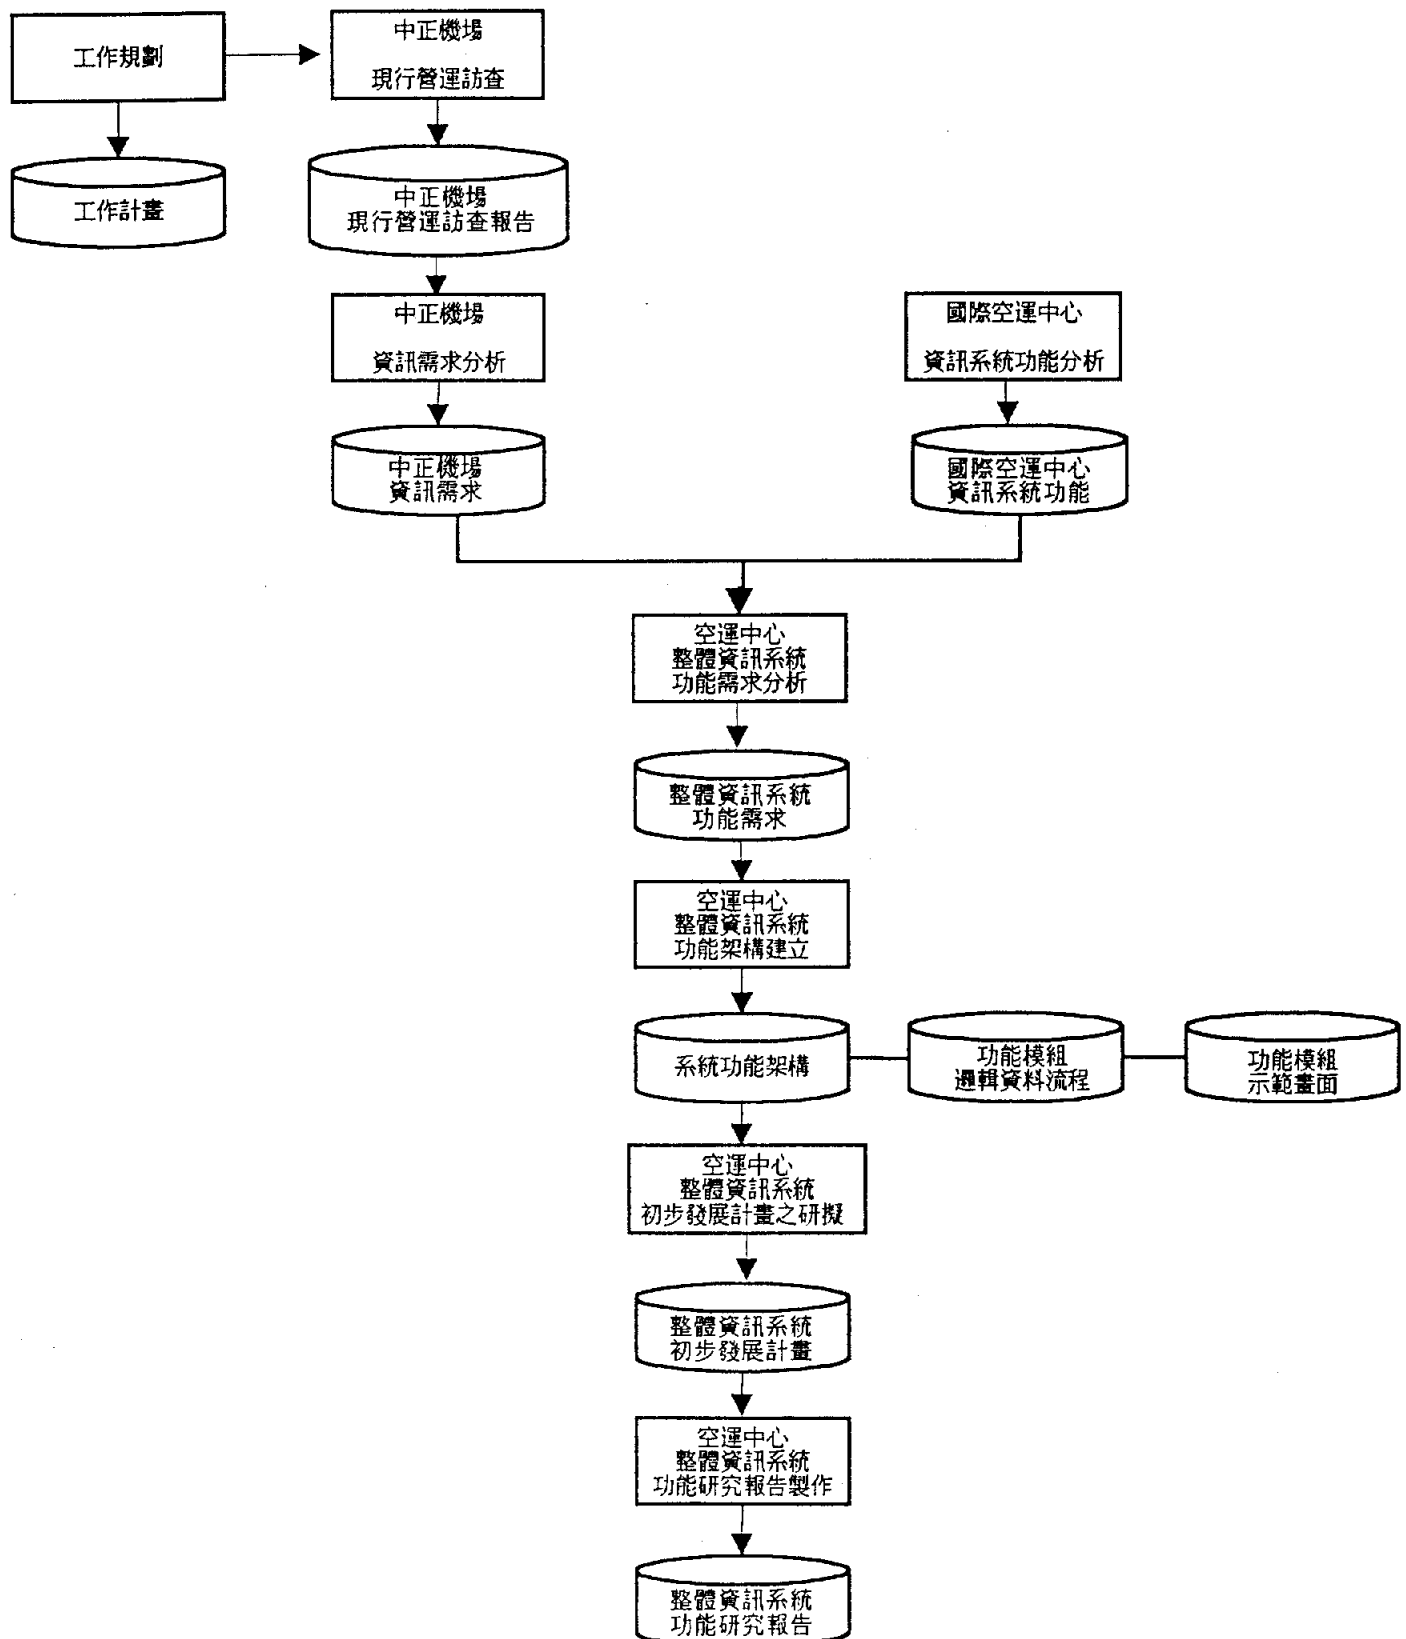 工作規劃
中正機場
現行營運訪查
工作計畫
中正機場
現行營運訪查報告
中正機場
資訊需求分析
國際空運中心
資訊系統功能分析
中正機場
資訊需求
國際空運中心
資訊系統功能
空運中心
整體資訊系統
功能需求分析
整體資訊系統
功能需求
空運中心
整體資訊系統
功能架構建立
系統功能架構
功能模組
邏輯資料流程
功能模組
示範畫面
空運中心
整體資訊系統
初步發展計畫之研擬
整體資訊系統
初步發展計畫
空運中心
整體資訊系統
功能研究報告製作
整體資訊系統
功能研究報告